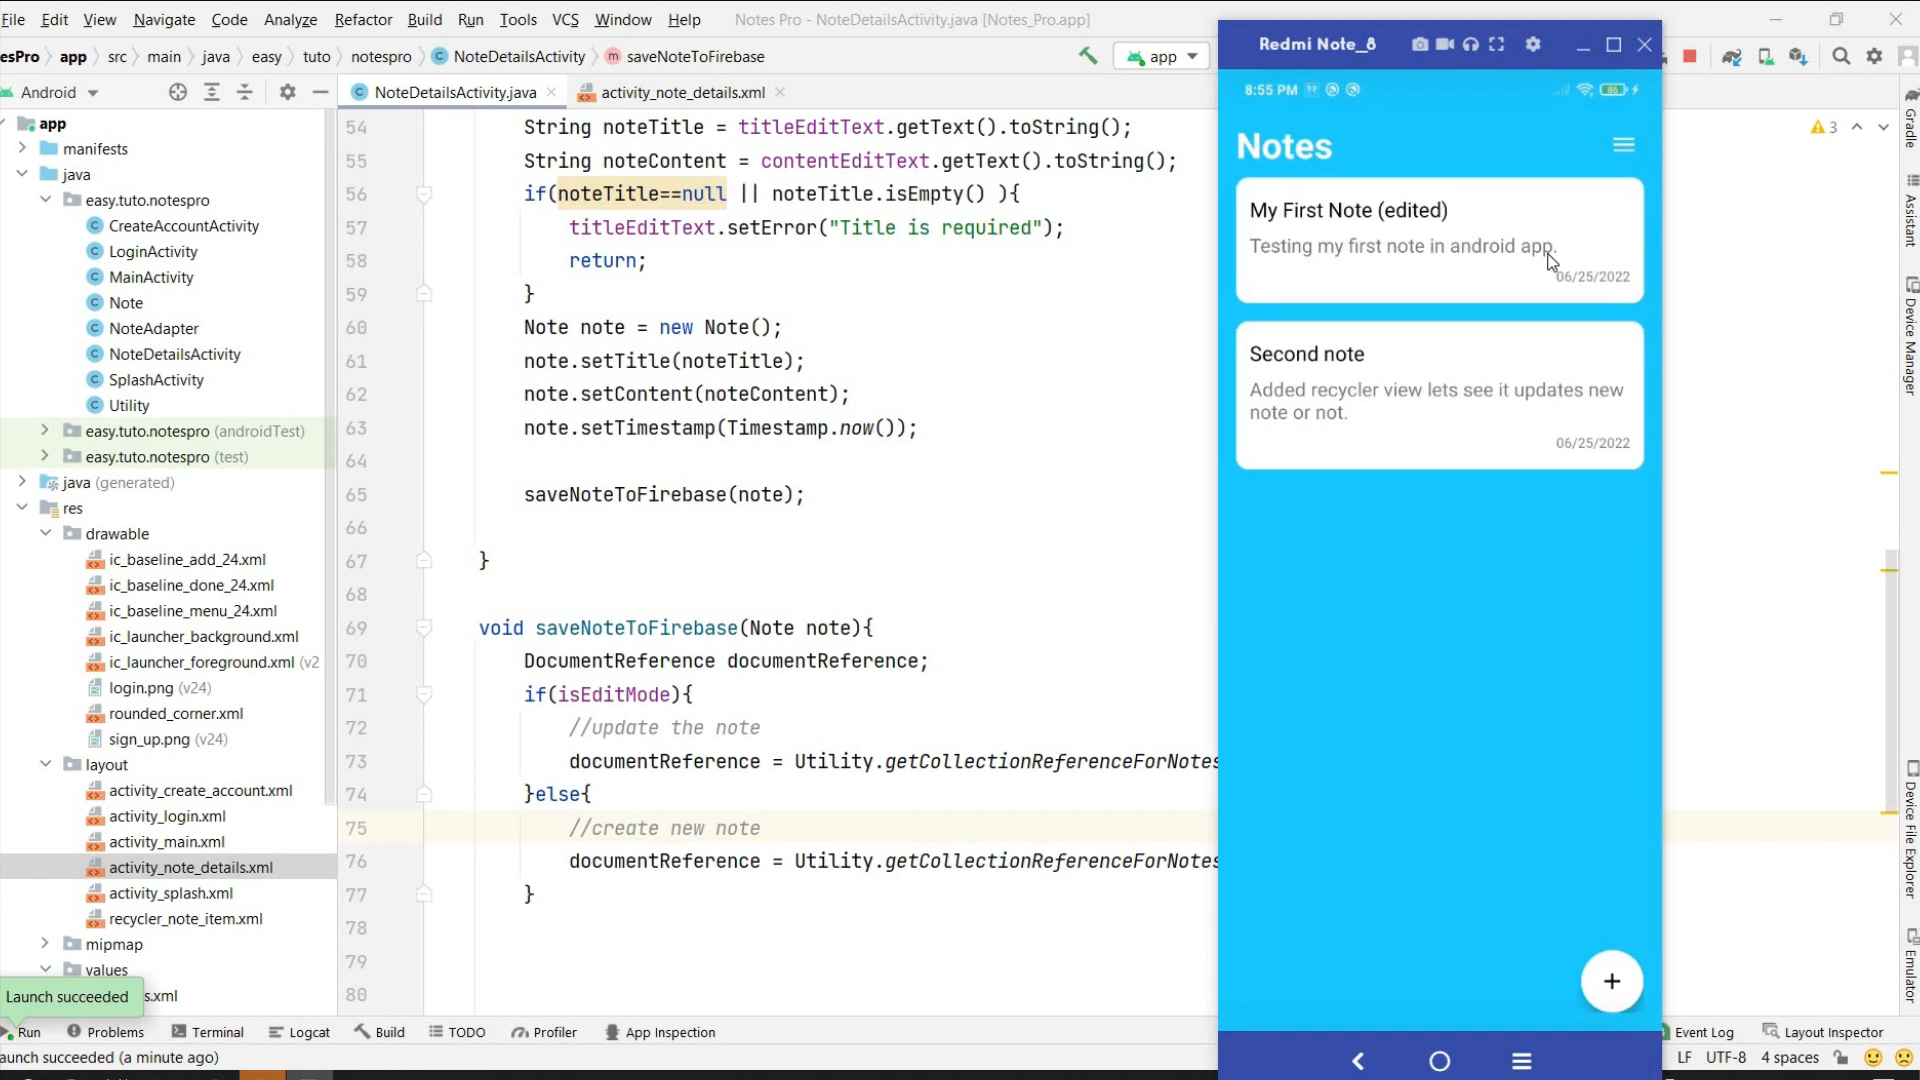 File Edit View Navigate Code Analyze Refactor Build Run Tools VCS Window Help Notes Pro - NoteDetailsActivity.java [Notes_Pro.app]
esPro app src main java easy tuto notespro NoteDetailsActivity saveNoteToFirebase app
Android
NoteDetailsActivity.java activity_note_details.xml
app
manifests
java
easy.tuto.notespro
CreateAccountActivity
LoginActivity
MainActivity
Note
NoteAdapter
NoteDetailsActivity
SplashActivity
Utility
easy.tuto.notespro (androidTest)
easy.tuto.notespro (test)
java (generated)
res
drawable
ic_baseline_add_24.xml
ic_baseline_done_24.xml
ic_baseline_menu_24.xml
ic_launcher_background.xml
ic_launcher_foreground.xml (v2
login.png (v24)
rounded_corner.xml
sign_up.png (v24)
layout
activity_create_account.xml
activity_login.xml
activity_main.xml
activity_note_details.xml
activity_splash.xml
recycler_note_item.xml
mipmap
values
s.xml
Launch succeeded
54 String noteTitle = titleEditText.getText().toString();
55 String noteContent = contentEditText.getText().toString();
56 if(noteTitle==null || noteTitle.isEmpty() ){
57 titleEditText.setError("Title is required");
58 return;
59 }
60 Note note = new Note();
61 note.setTitle(noteTitle);
62 note.setContent(noteContent);
63 note.setTimestamp(Timestamp.now());
64
65 saveNoteToFirebase(note);
66
67 }
68
69 void saveNoteToFirebase(Note note){
70 DocumentReference documentReference;
71 if(isEditMode){
72 //update the note
73 documentReference = Utility.getCollectionReferenceForNotes
74 }else{
75 //create new note
76 documentReference = Utility.getCollectionReferenceForNotes
77 }
78
79
80
3
Redmi Note_8
8:55 PM 86
Notes
My First Note (edited)
Testing my first note in android app.
06/25/2022
Second note
Added recycler view lets see it updates new
note or not.
06/25/2022
+
Gradle
Assistant
Device Manager
Device File Explorer
Emulator
Run Problems Terminal Logcat Build TODO Profiler App Inspection Event Log Layout Inspector
aunch succeeded (a minute ago) LF UTF-8 4 spaces